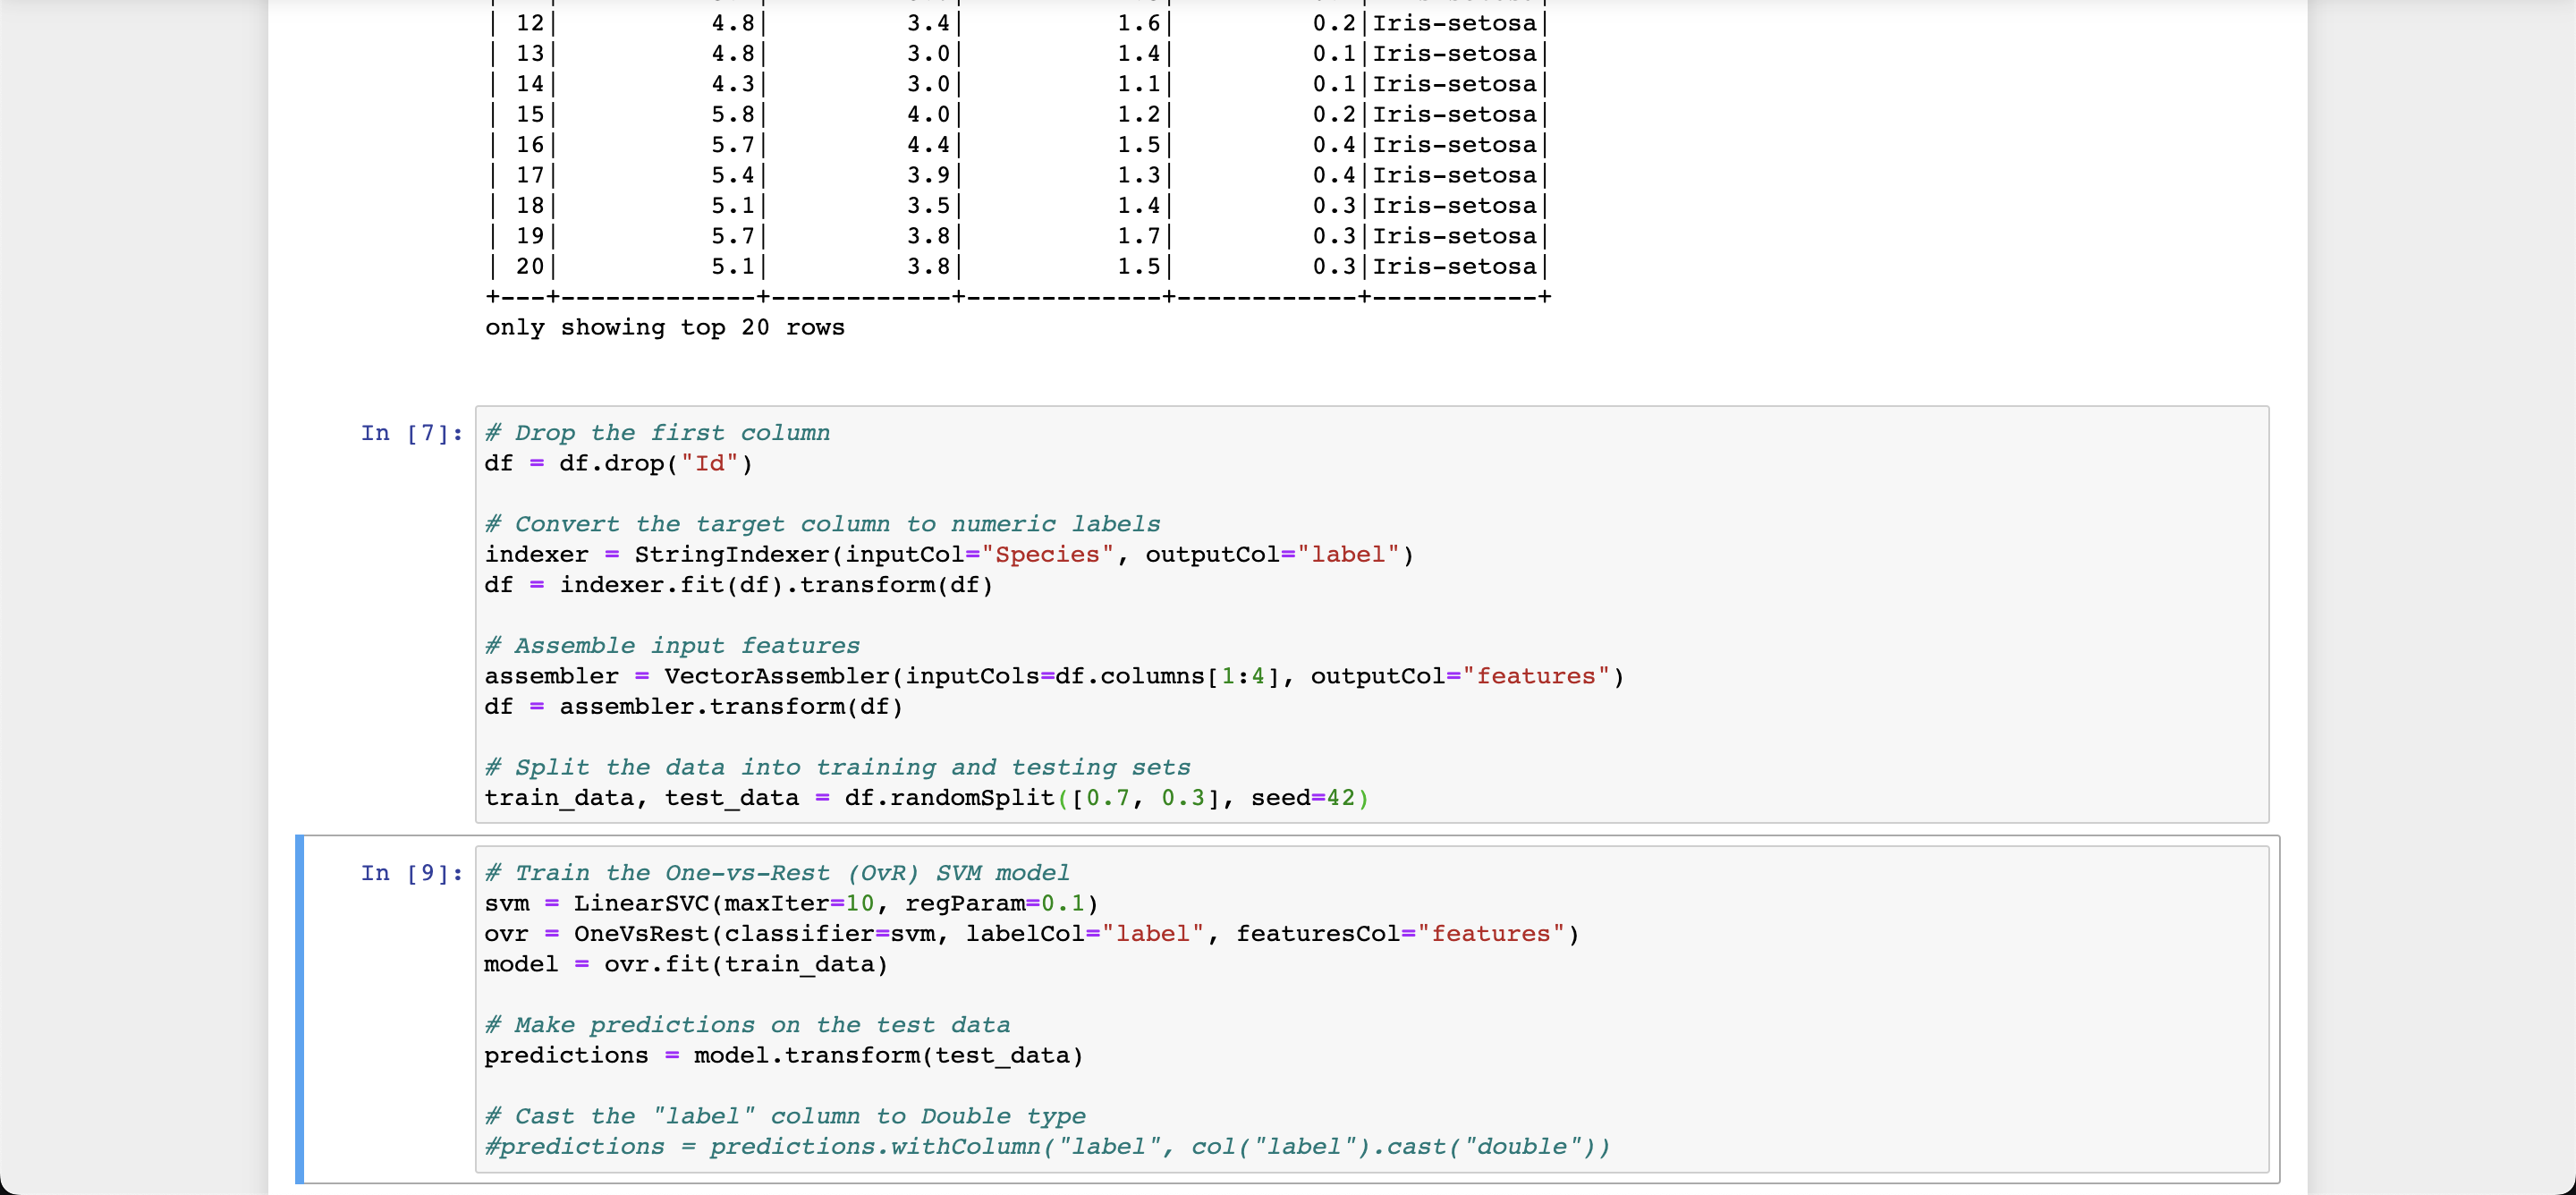 | 12| 4.8| 3.4| 1.6| 0.2|Iris-setosa|
| 13| 4.8| 3.0| 1.4| 0.1|Iris-setosa|
| 14| 4.3| 3.0| 1.1| 0.1|Iris-setosa|
| 15| 5.8| 4.0| 1.2| 0.2|Iris-setosa|
| 16| 5.7| 4.4| 1.5| 0.4|Iris-setosa|
| 17| 5.4| 3.9| 1.3| 0.4|Iris-setosa|
| 18| 5.1| 3.5| 1.4| 0.3|Iris-setosa|
| 19| 5.7| 3.8| 1.7| 0.3|Iris-setosa|
| 20| 5.1| 3.8| 1.5| 0.3|Iris-setosa|
+---+-------------+------------+-------------+------------+-----------+
only showing top 20 rows
In [7]: # Drop the first column
df = df.drop("Id")
# Convert the target column to numeric labels
indexer = StringIndexer(inputCol="Species", outputCol="label")
df = indexer.fit(df).transform(df)
# Assemble input features
assembler = VectorAssembler(inputCols=df.columns[1:4], outputCol="features")
df = assembler.transform(df)
# Split the data into training and testing sets
train_data, test_data = df.randomSplit([0.7, 0.3], seed=42)
In [9]: # Train the One-vs-Rest (OvR) SVM model
svm = LinearSVC(maxIter=10, regParam=0.1)
ovr = OneVsRest(classifier=svm, labelCol="label", featuresCol="features")
model = ovr.fit(train_data)
# Make predictions on the test data
predictions = model.transform(test_data)
# Cast the "label" column to Double type
#predictions = predictions.withColumn("label", col("label").cast("double"))